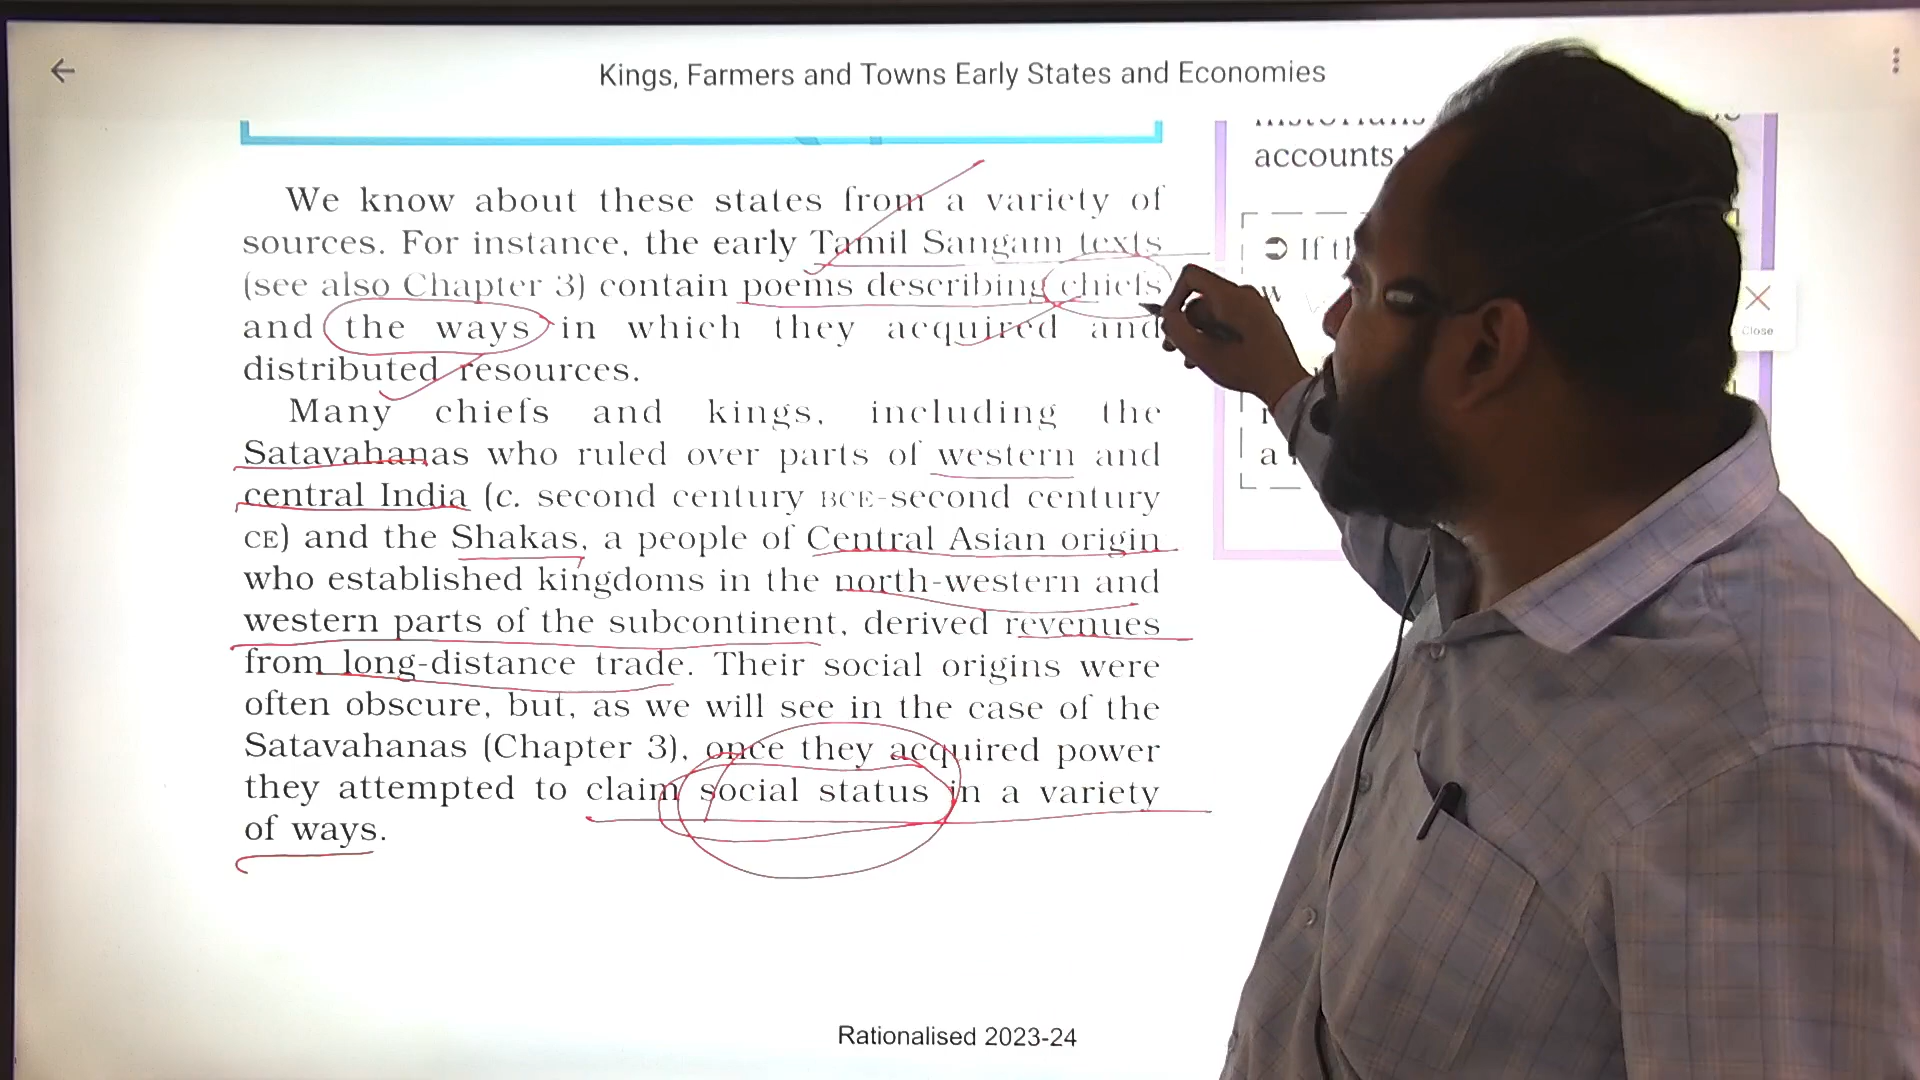 Kings, Farmers and Towns Early States and Economies
accounts
We know about these states from a variety of
sources. For instance, the early Tamil Sangam texts
(see also Chapter 3) contain poems describing chiefs
and the ways in which they acquired and
distributed resources.
Many chiefs and kings, including the
Satavahanas who ruled over parts of western and
central India (c. second century BCE-second century
CE) and the Shakas, a people of Central Asian origin
who established kingdoms in the north-western and
western parts of the subcontinent, derived revenues
from long-distance trade. Their social origins were
often obscure, but, as we will see in the case of the
Satavahanas (Chapter 3), once they acquired power
they attempted to claim social status in a variety
of ways.
➲ If
Close
Rationalised 2023-24